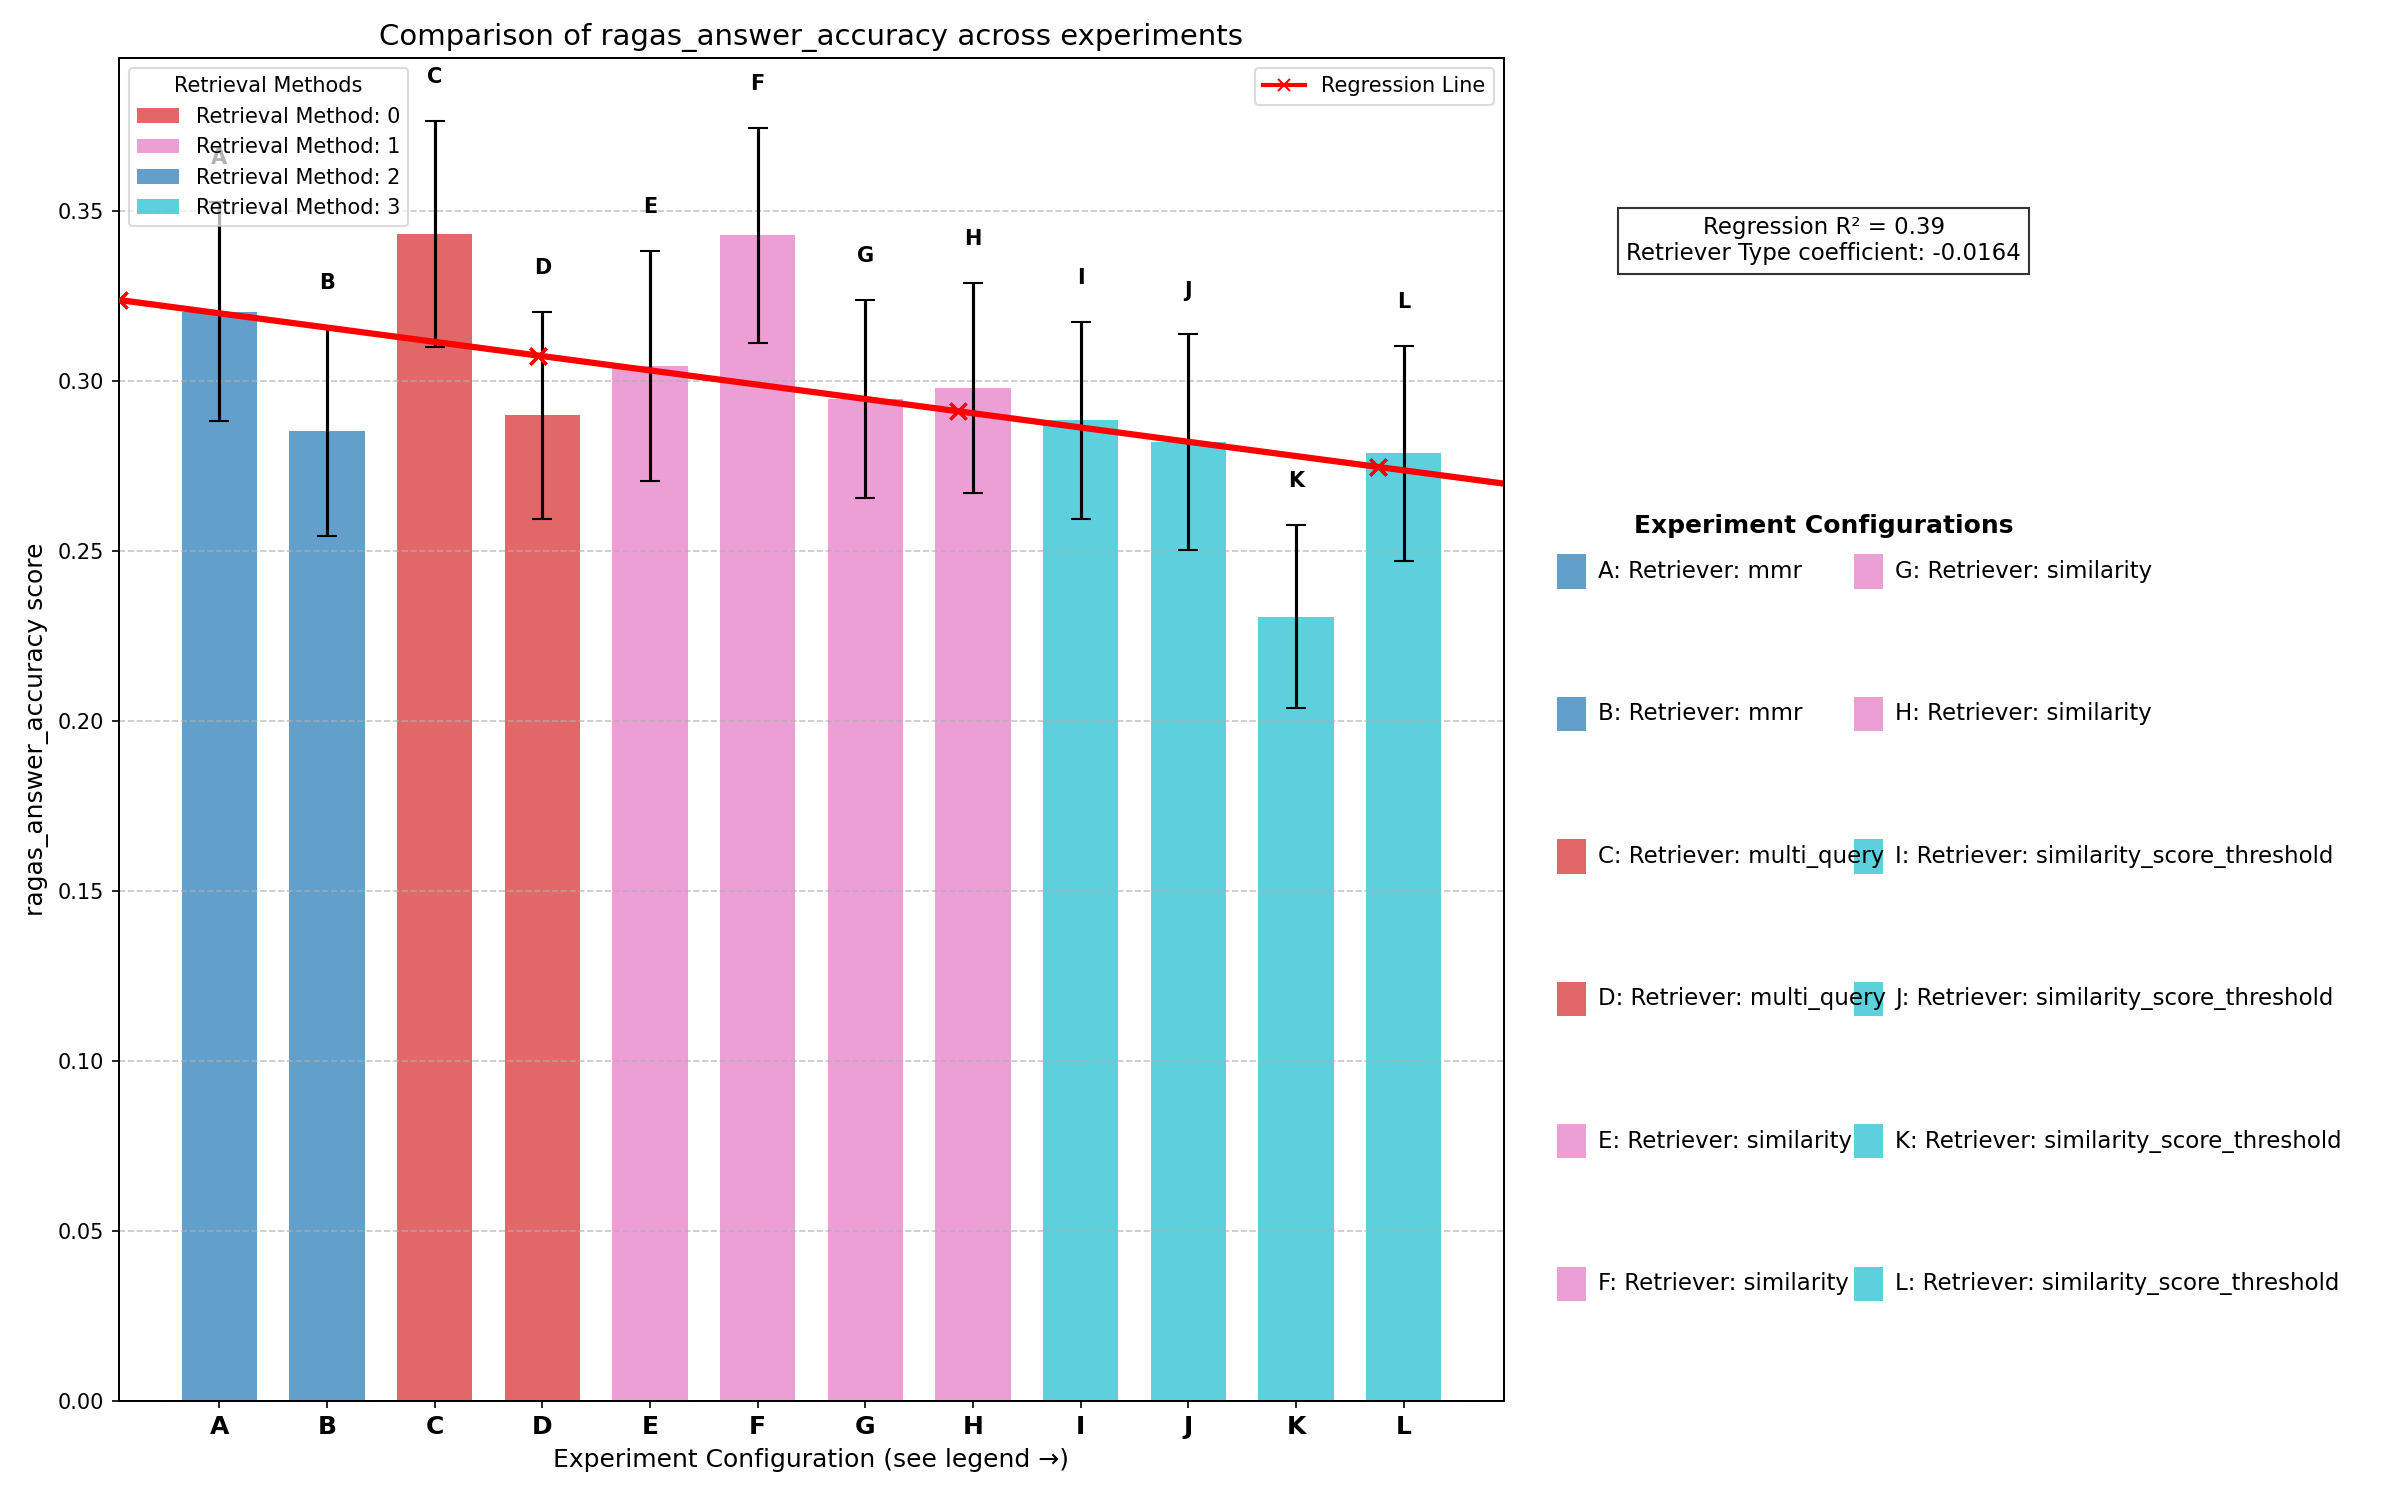 Comparison of ragas_answer_accuracy across experiments
Retrieval Methods
Retrieval Method: 0
Retrieval Method: 1
Retrieval Method: 2
Retrieval Method: 3
Regression Line
A
B
C
D
E
F
G
H
I
J
K
L
0.35
0.30
0.25
0.20
0.15
0.10
0.05
0.00
ragas_answer_accuracy score
A B C D E F G H I J K L
Experiment Configuration (see legend →)
Regression R² = 0.39
Retriever Type coefficient: -0.0164
Experiment Configurations
A: Retriever: mmr
B: Retriever: mmr
C: Retriever: multi_query
D: Retriever: multi_query
E: Retriever: similarity
F: Retriever: similarity
G: Retriever: similarity
H: Retriever: similarity
I: Retriever: similarity_score_threshold
J: Retriever: similarity_score_threshold
K: Retriever: similarity_score_threshold
L: Retriever: similarity_score_threshold